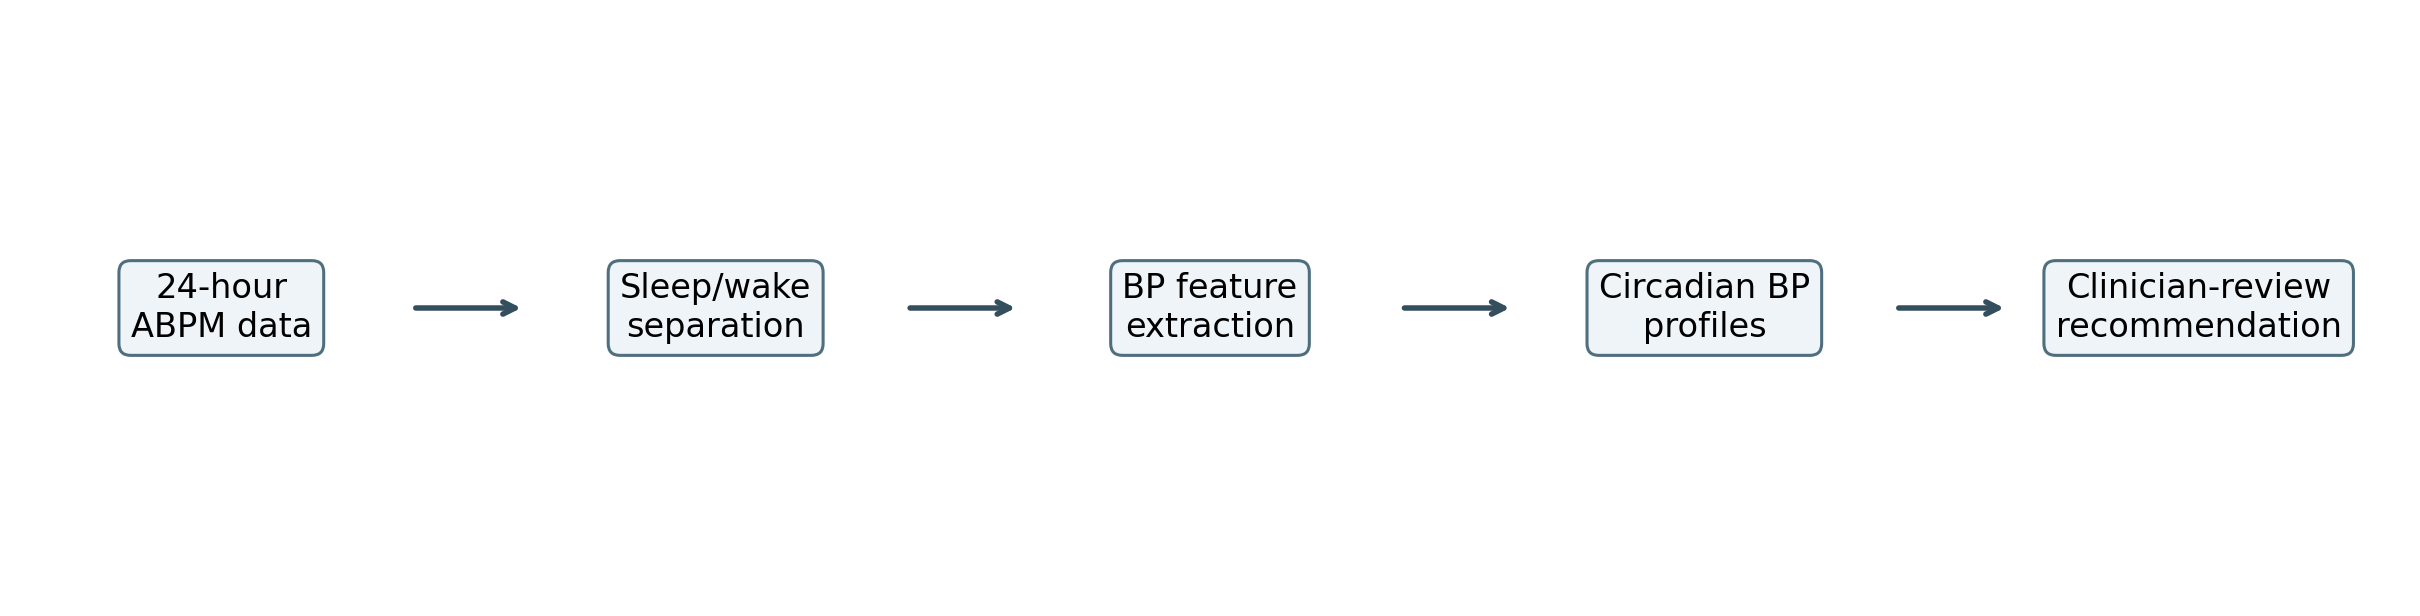 24-hour
ABPM data
Sleep/wake
separation
BP feature
extraction
Circadian BP
profiles
Clinician-review
recommendation